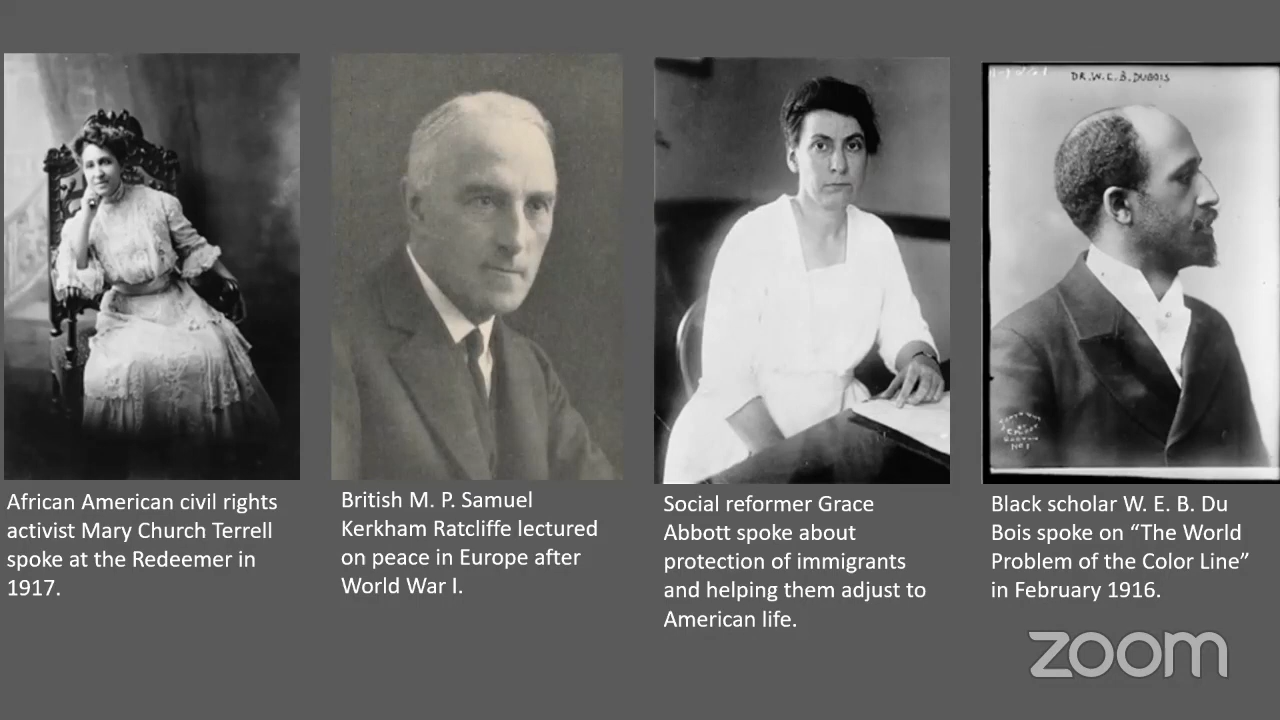 DR. W. E. B. DUBOIS
African American civil rights
activist Mary Church Terrell
spoke at the Redeemer in
1917.
British M. P. Samuel
Kerkham Ratcliffe lectured
on peace in Europe after
World War I.
Social reformer Grace
Abbott spoke about
protection of immigrants
and helping them adjust to
American life.
Black scholar W. E. B. Du
Bois spoke on “The World
Problem of the Color Line”
in February 1916.
zoom